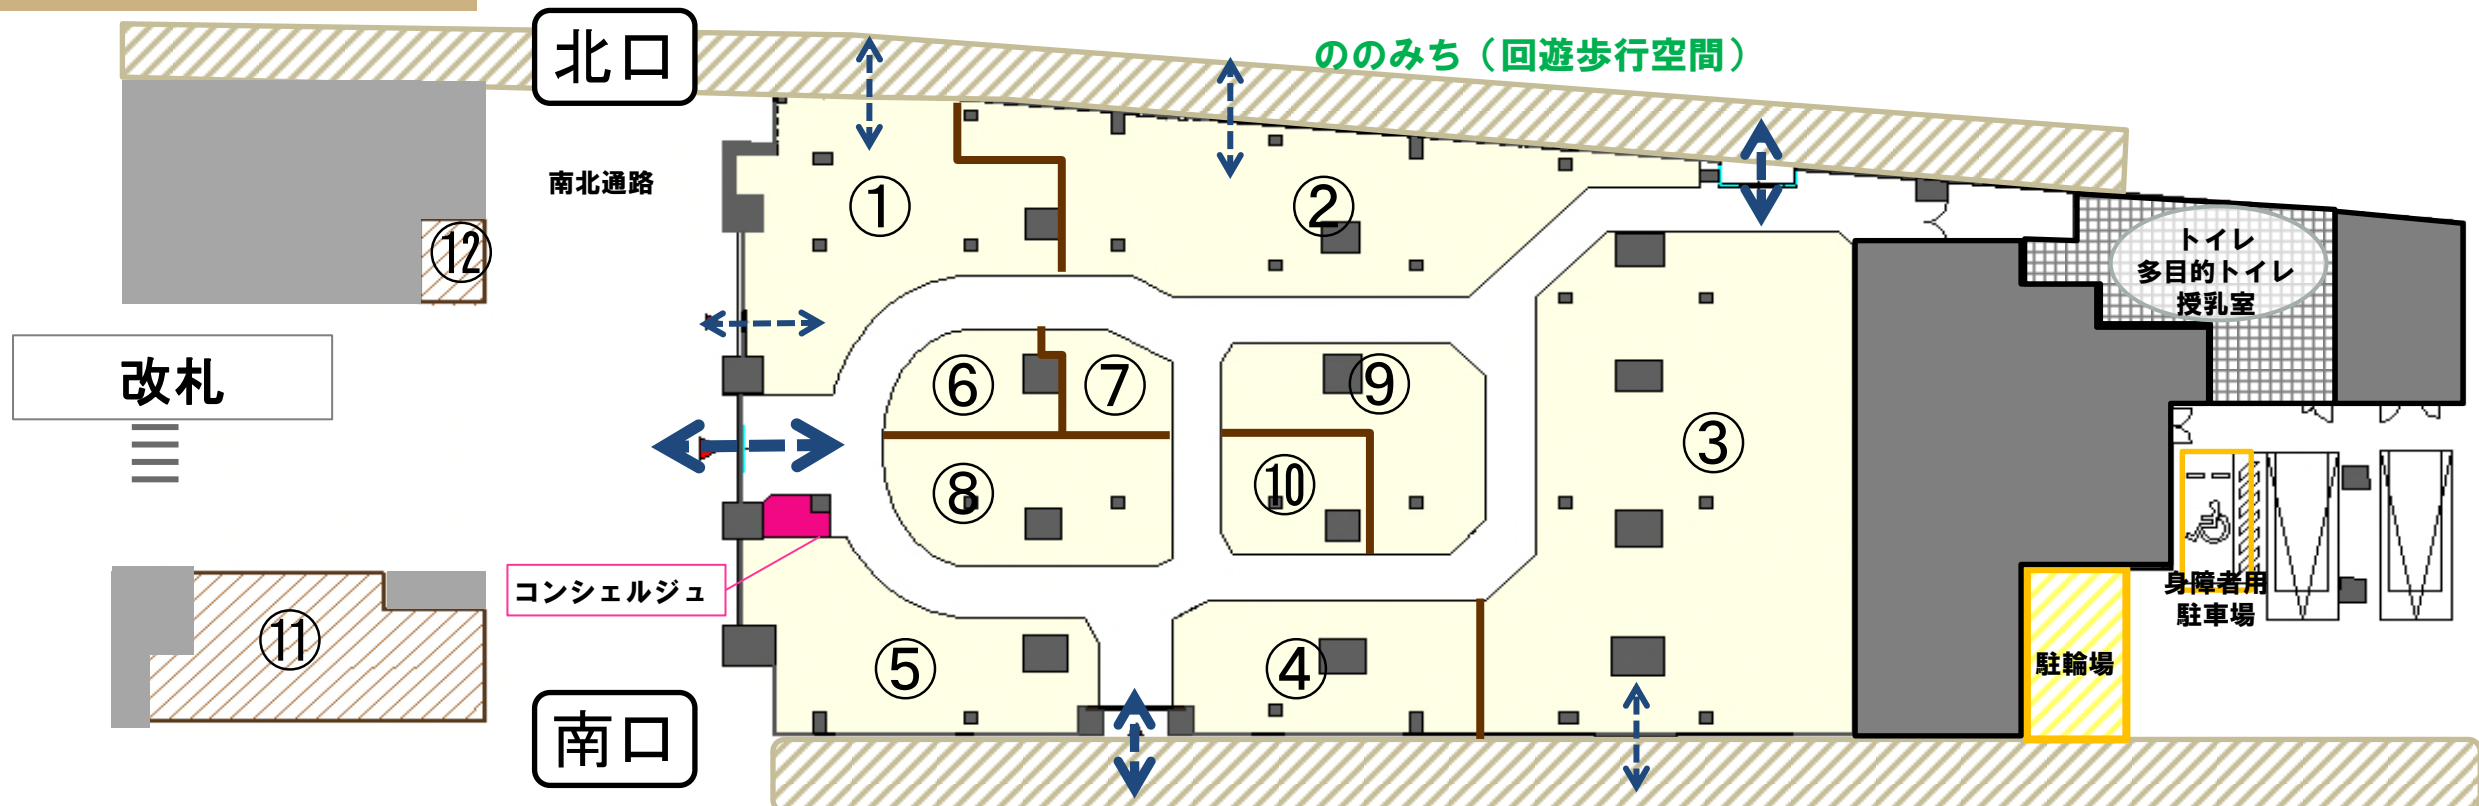 北口
ののみち（回遊歩行空間）
南北通路
①
②
⑫
トイレ
多目的トイレ
授乳室
改札
⑥
⑦
⑨
③
⑧
⑩
コンシェルジュ
身障者用
駐車場
⑪
⑤
④
駐輪場
南口